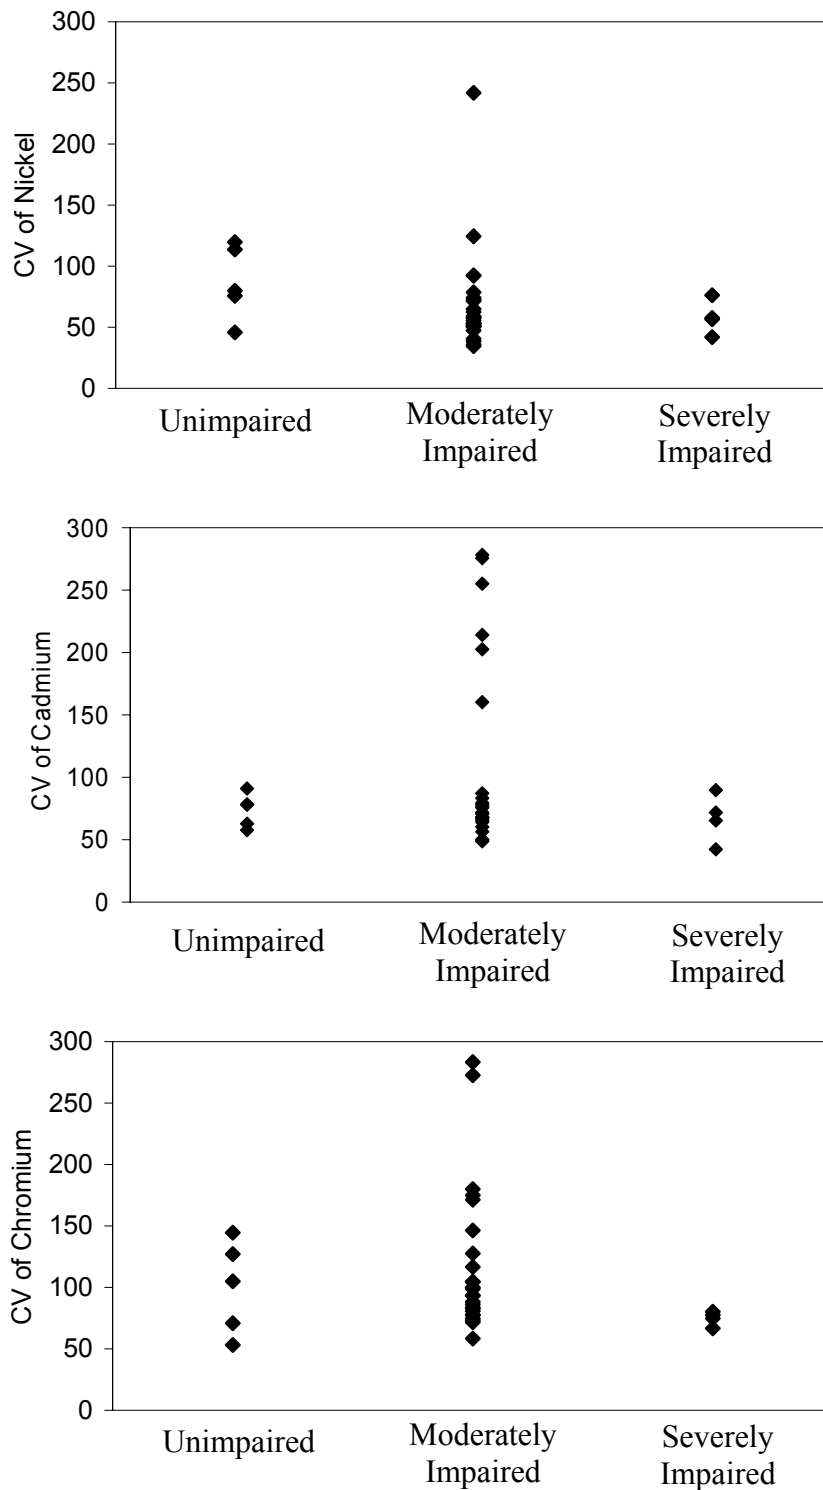 300
250
200
150
100
50
0
CV of Nickel
Unimpaired
Moderately
Impaired
Severely
Impaired
300
250
200
150
100
50
0
CV of Cadmium
Unimpaired
Moderately
Impaired
Severely
Impaired
300
250
200
150
100
50
0
CV of Chromium
Unimpaired
Moderately
Impaired
Severely
Impaired